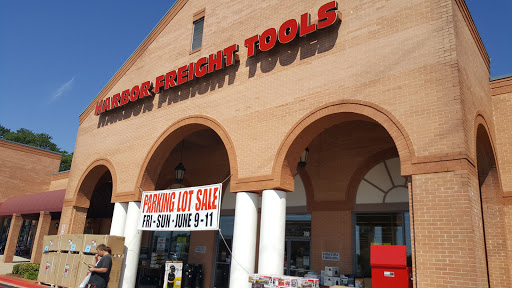 HARBOR FREIGHT TOOLS
PARKING LOT SALE
FRI-SUN-JUNE 9-11